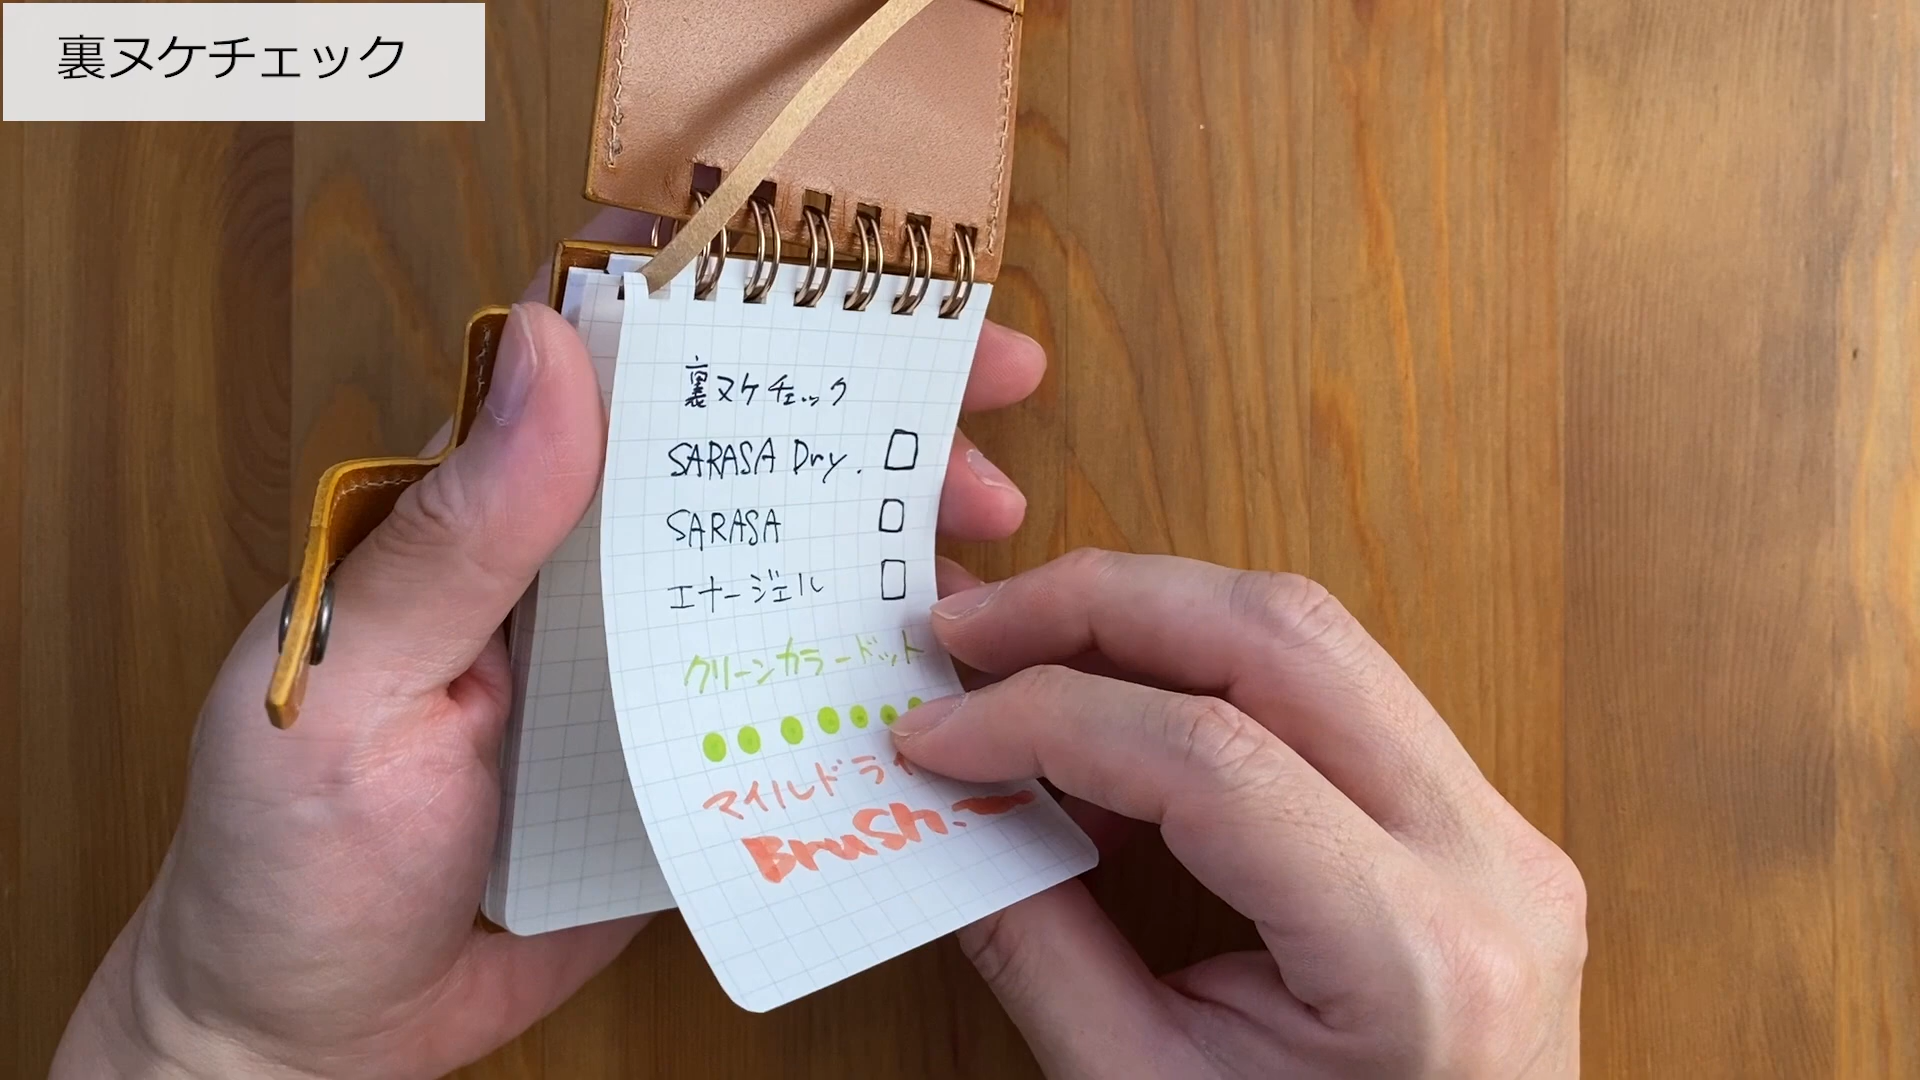 裏ヌケチェック
裏ヌケチェック
SARASA Dry.
SARASA
エナージェル
クリーンカラードット
マイルドライ
Brush.